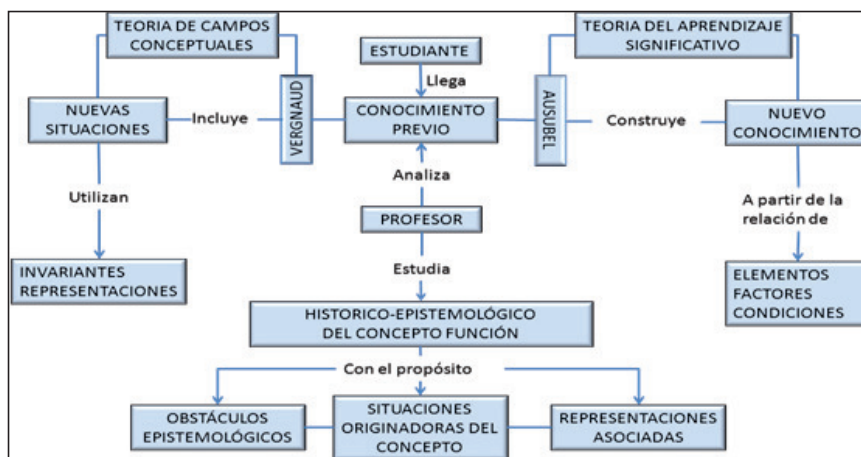 TEORIA DE CAMPOS
CONCEPTUALES
ESTUDIANTE
TEORIA DEL APRENDIZAJE
SIGNIFICATIVO
Llega
NUEVAS
SITUACIONES
Incluye
VERGNAUD
CONOCIMIENTO
PREVIO
AUSUBEL
Construye
NUEVO
CONOCIMIENTO
Utilizan
Analiza
A partir de la
relación de
PROFESOR
Estudia
INVARIANTES
REPRESENTACIONES
ELEMENTOS
FACTORES
CONDICIONES
HISTORICO-EPISTEMOLÓGICO
DEL CONCEPTO FUNCIÓN
Con el propósito
OBSTÁCULOS
EPISTEMOLÓGICOS
SITUACIONES
ORIGINADORAS DEL
CONCEPTO
REPRESENTACIONES
ASOCIADAS